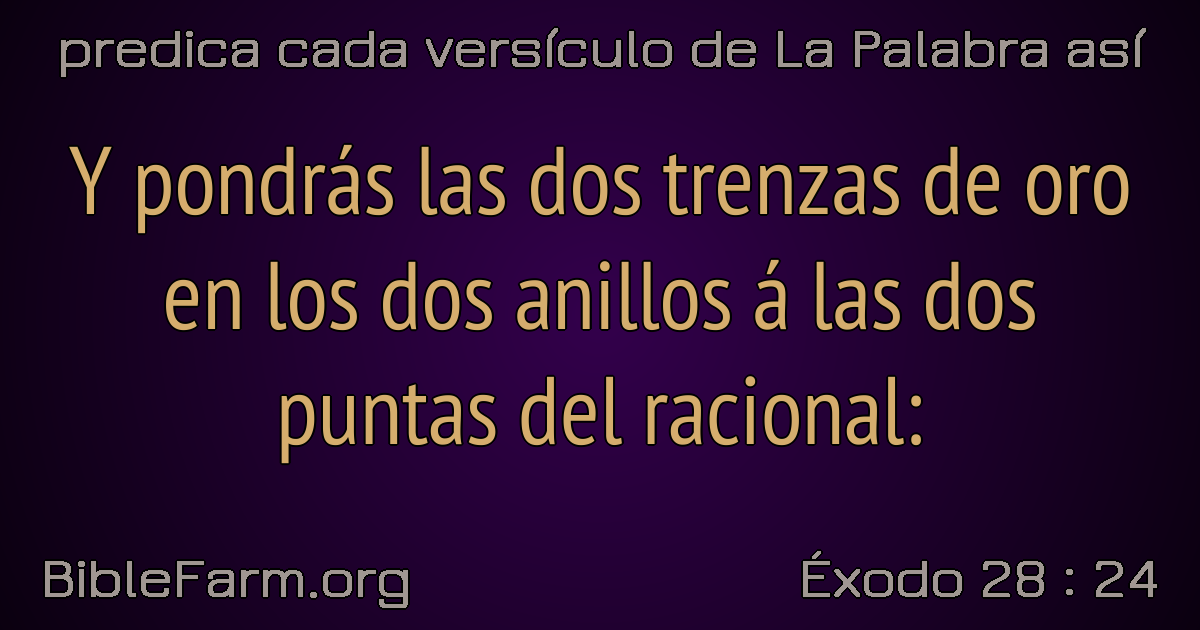 predica cada versículo de La Palabra así
Y pondrás las dos trenzas de oro
en los dos anillos á las dos
puntas del racional:
BibleFarm.org
Éxodo 28 : 24